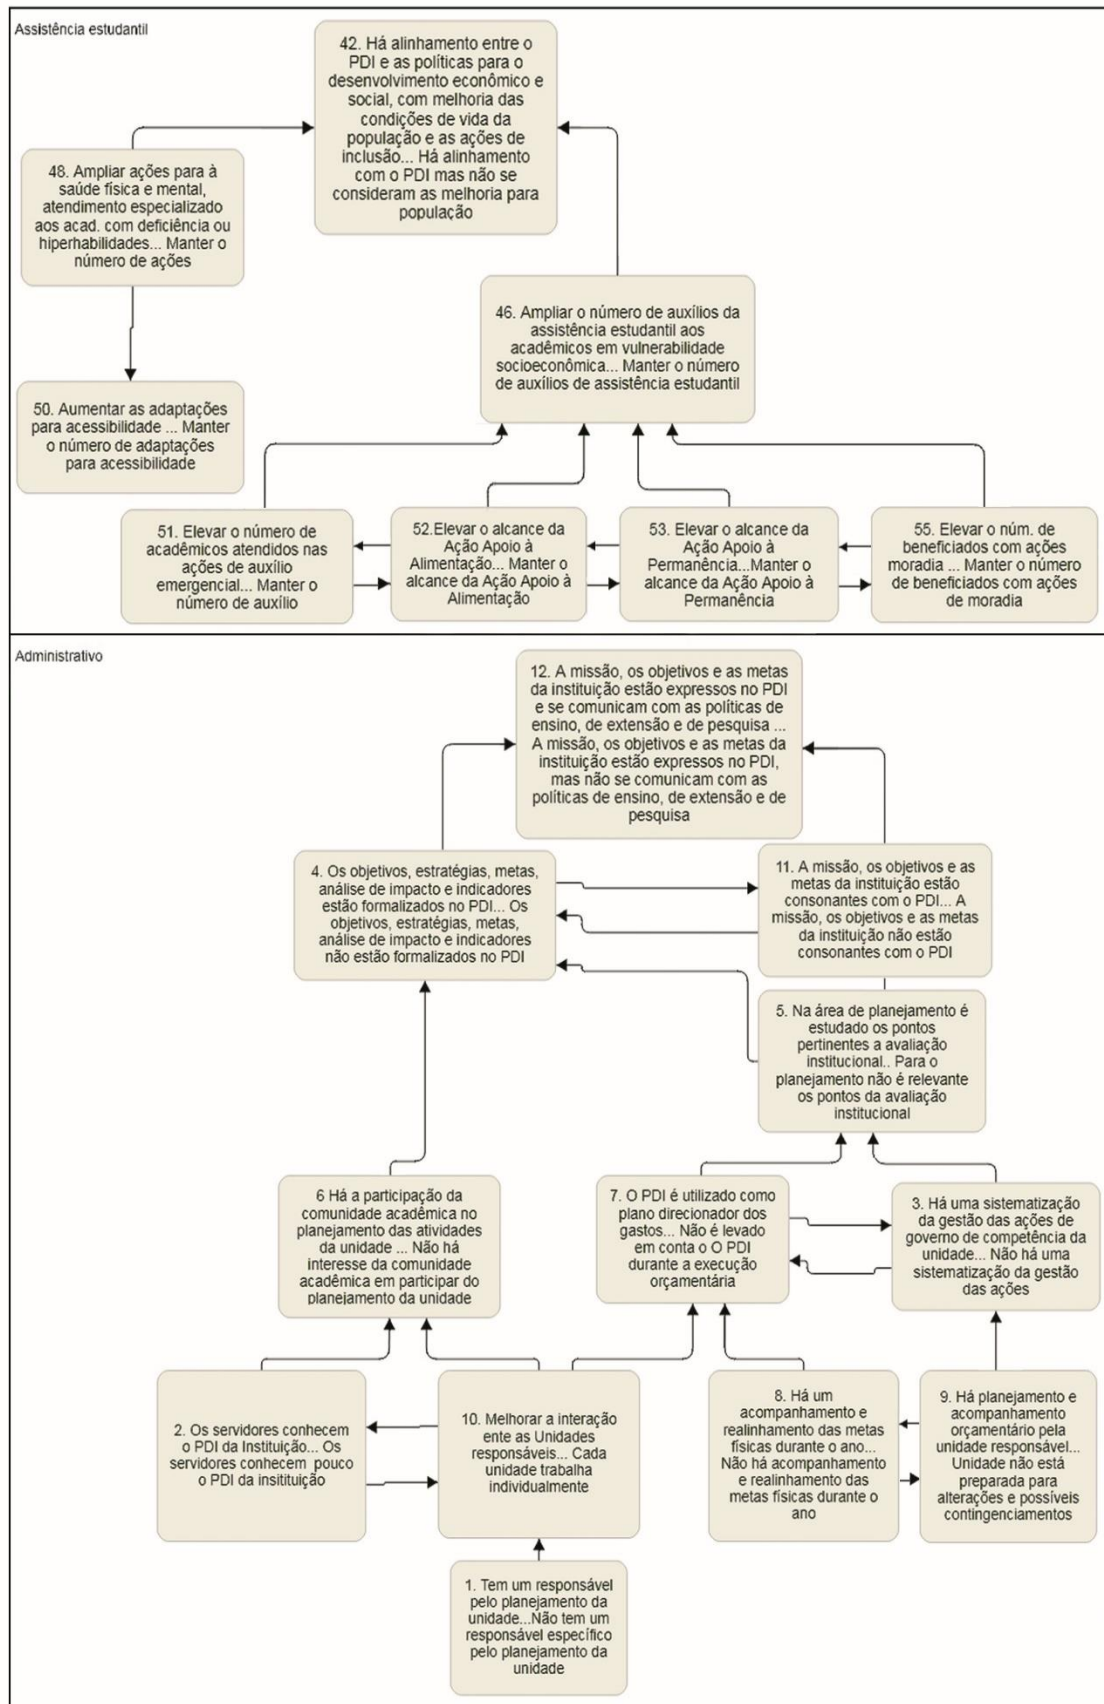 Assistência estudantil
42. Há alinhamento entre o
PDI e as políticas para o
desenvolvimento econômico e
social, com melhoria das
condições de vida da
população e as ações de
inclusão... Há alinhamento
com o PDI mas não se
consideram as melhoria para
população
48. Ampliar ações para à
saúde física e mental,
atendimento especializado
aos acad. com deficiência ou
hiperhabilidades... Manter o
número de ações
46. Ampliar o número de auxílios da
assistência estudantil aos
acadêmicos em vulnerabilidade
socioeconômica... Manter o número
de auxílios de assistência estudantil
50. Aumentar as adaptações
para acessibilidade ... Manter
o número de adaptações
para acessibilidade
51. Elevar o número de
acadêmicos atendidos nas
ações de auxílio
emergencial... Manter o
número de auxílio
52.Elevar o alcance da
Ação Apoio à
Alimentação... Manter o
alcance da Ação Apoio à
Alimentação
53. Elevar o alcance da
Ação Apoio à
Permanência...Manter o
alcance da Ação Apoio à
Permanência
55. Elevar o núm. de
beneficiados com ações
moradia ... Manter o número
de beneficiados com ações
de moradia
Administrativo
12. A missão, os objetivos e as metas
da instituição estão expressos no PDI
e se comunicam com as políticas de
ensino, de extensão e de pesquisa ...
A missão, os objetivos e as metas da
instituição estão expressos no PDI,
mas não se comunicam com as
políticas de ensino, de extensão e de
pesquisa
4. Os objetivos, estratégias, metas,
análise de impacto e indicadores
estão formalizados no PDI... Os
objetivos, estratégias, metas,
análise de impacto e indicadores
não estão formalizados no PDI
11. A missão, os objetivos e as
metas da instituição estão
consonantes com o PDI... A
missão, os objetivos e as metas
da instituição não estão
consonantes com o PDI
5. Na área de planejamento é
estudado os pontos
pertinentes a avaliação
institucional.. Para o
planejamento não é relevante
os pontos da avaliação
institucional
6 Há a participação da
comunidade acadêmica no
planejamento das atividades
da unidade ... Não há
interesse da comunidade
acadêmica em participar do
planejamento da unidade
7. O PDI é utilizado como
plano direcionador dos
gastos... Não é levado
em conta o O PDI
durante a execução
orçamentária
3. Há uma sistematização
da gestão das ações de
governo de competência da
unidade... Não há uma
sistematização da gestão
das ações
2. Os servidores conhecem
o PDI da Instituição... Os
servidores conhecem pouco
o PDI da insitituição
10. Melhorar a interação
ente as Unidades
responsáveis... Cada
unidade trabalha
individualmente
8. Há um
acompanhamento e
realinhamento das metas
físicas durante o ano...
Não há acompanhamento
e realinhamento das
metas físicas durante o
ano
9. Há planejamento e
acompanhamento
orçamentário pela
unidade responsável...
Unidade não está
preparada para
alterações e possíveis
contingenciamentos
1. Tem um responsável
pelo planejamento da
unidade...Não tem um
responsável específico
pelo planejamento da
unidade